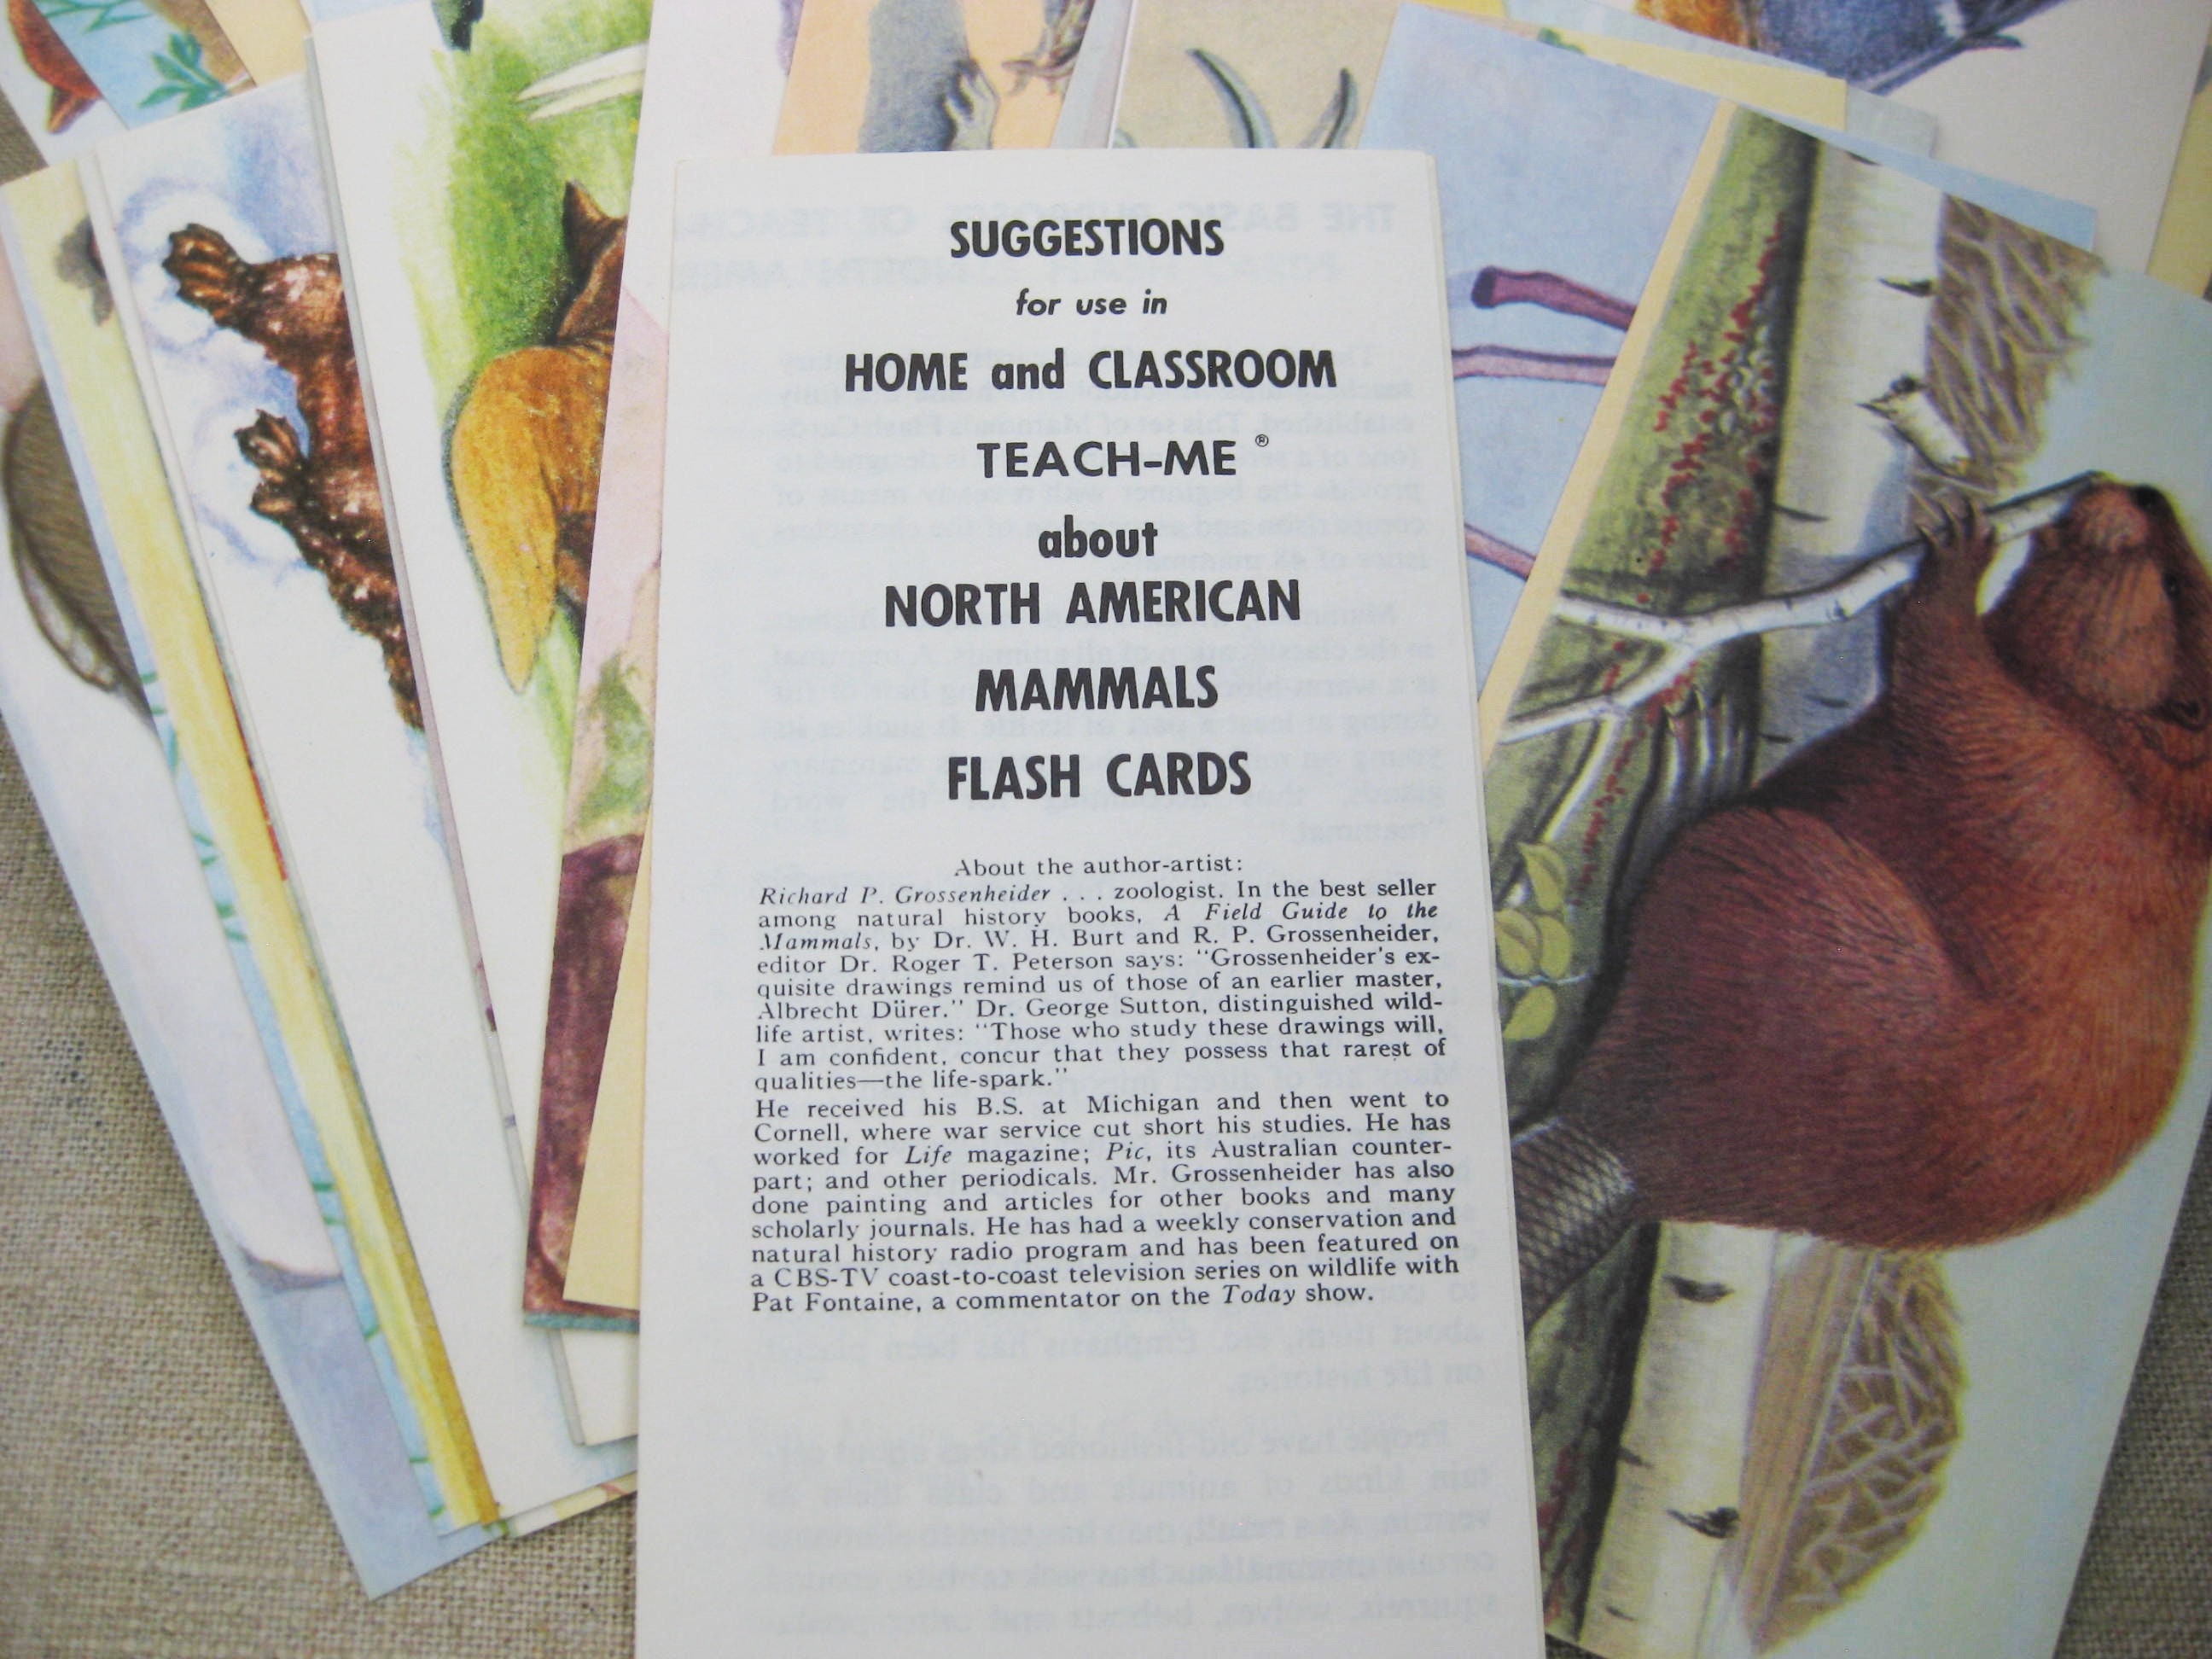 SUGGESTIONS
for use in
HOME and CLASSROOM
TEACH-ME ®
about
NORTH AMERICAN
MAMMALS
FLASH CARDS
About the author-artist:
Richard P. Grossenheider . . . zoologist. In the best seller
among natural history books, A Field Guide to the
Mammals, by Dr. W. H. Burt and R. P. Grossenheider,
editor Dr. Roger T. Peterson says: "Grossenheider's ex-
quisite drawings remind us of those of an earlier master,
Albrecht Dürer." Dr. George Sutton, distinguished wild-
life artist, writes: "Those who study these drawings will,
I am confident, concur that they possess that rarest of
qualities—the life-spark."
He received his B.S. at Michigan and then went to
Cornell, where war service cut short his studies. He has
worked for Life magazine; Pic, its Australian counter-
part; and other periodicals. Mr. Grossenheider has also
done painting and articles for other books and many
scholarly journals. He has had a weekly conservation and
natural history radio program and has been featured on
a CBS-TV coast-to-coast television series on wildlife with
Pat Fontaine, a commentator on the Today show.